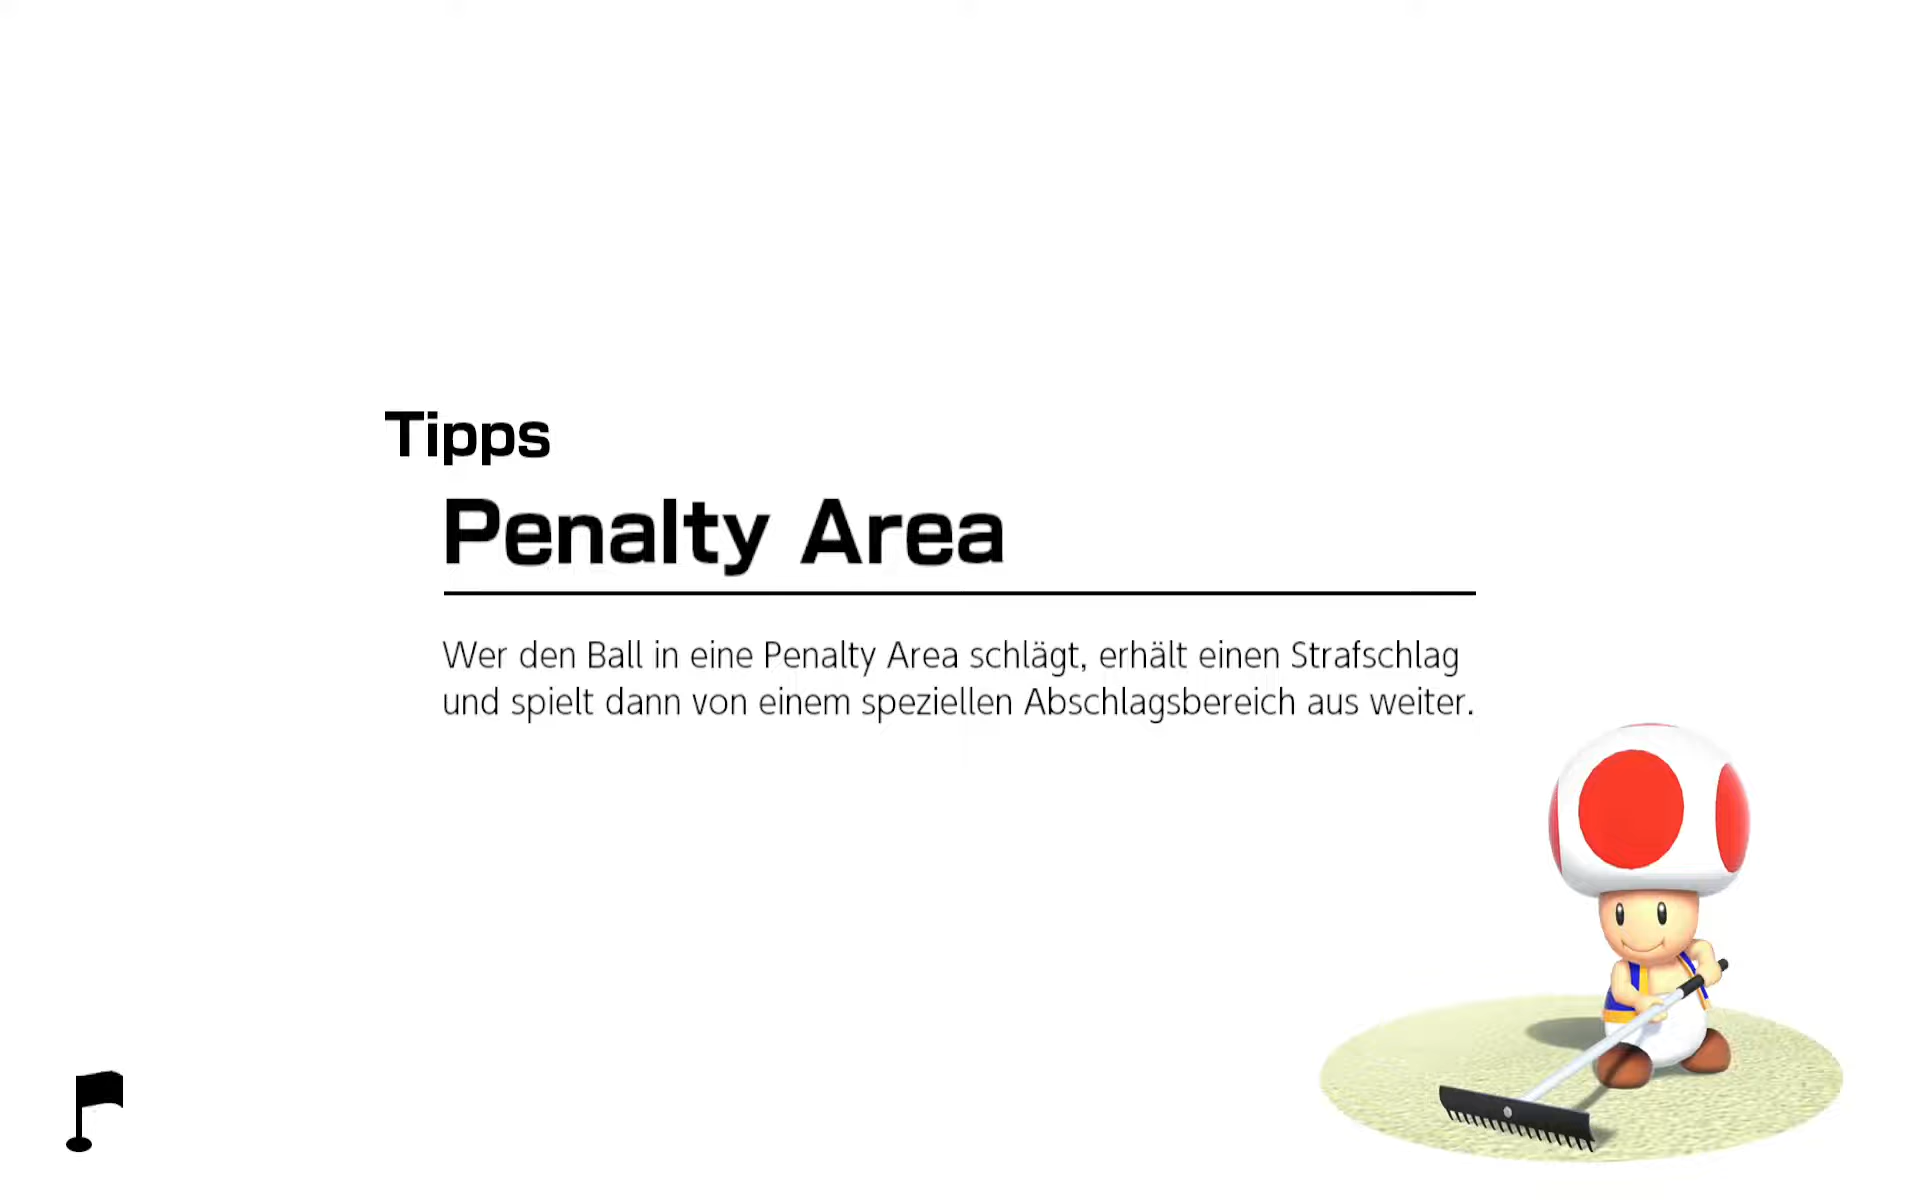 Tipps
Penalty Area
Wer den Ball in eine Penalty Area schlägt, erhält einen Strafschlag
und spielt dann von einem speziellen Abschlagsbereich aus weiter.